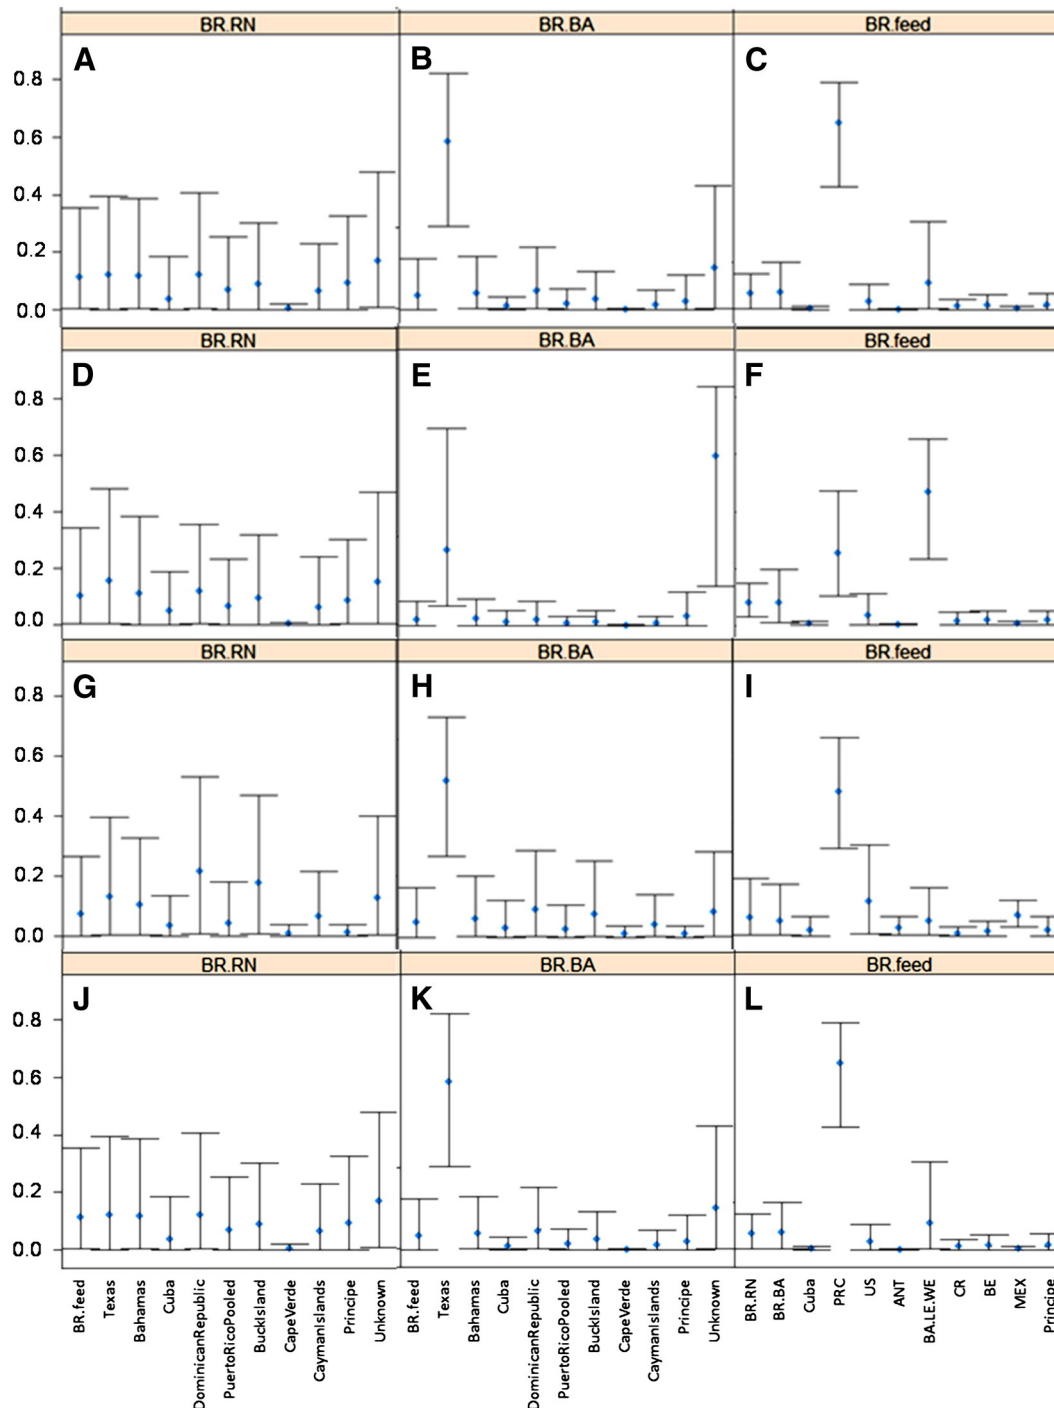 BR.RN BR.BA BR.feed
A B C
0.8
0.6
0.4
0.2
0.0
BR.RN BR.BA BR.feed
D E F
0.8
0.6
0.4
0.2
0.0
BR.RN BR.BA BR.feed
G H I
0.8
0.6
0.4
0.2
0.0
BR.RN BR.BA BR.feed
J K L
0.8
0.6
0.4
0.2
0.0
BR.feed
Texas
Bahamas
Cuba
DominicanRepublic
PuertoRicoPooled
BuckIsland
CapeVerde
CaymanIslands
Principe
Unknown
BR.feed
Texas
Bahamas
Cuba
DominicanRepublic
PuertoRicoPooled
BuckIsland
CapeVerde
CaymanIslands
Principe
Unknown
BR.RN
BR.BA
Cuba
PRC
US
ANT
BA.LE.WE
CR
BE
MEX
Principe